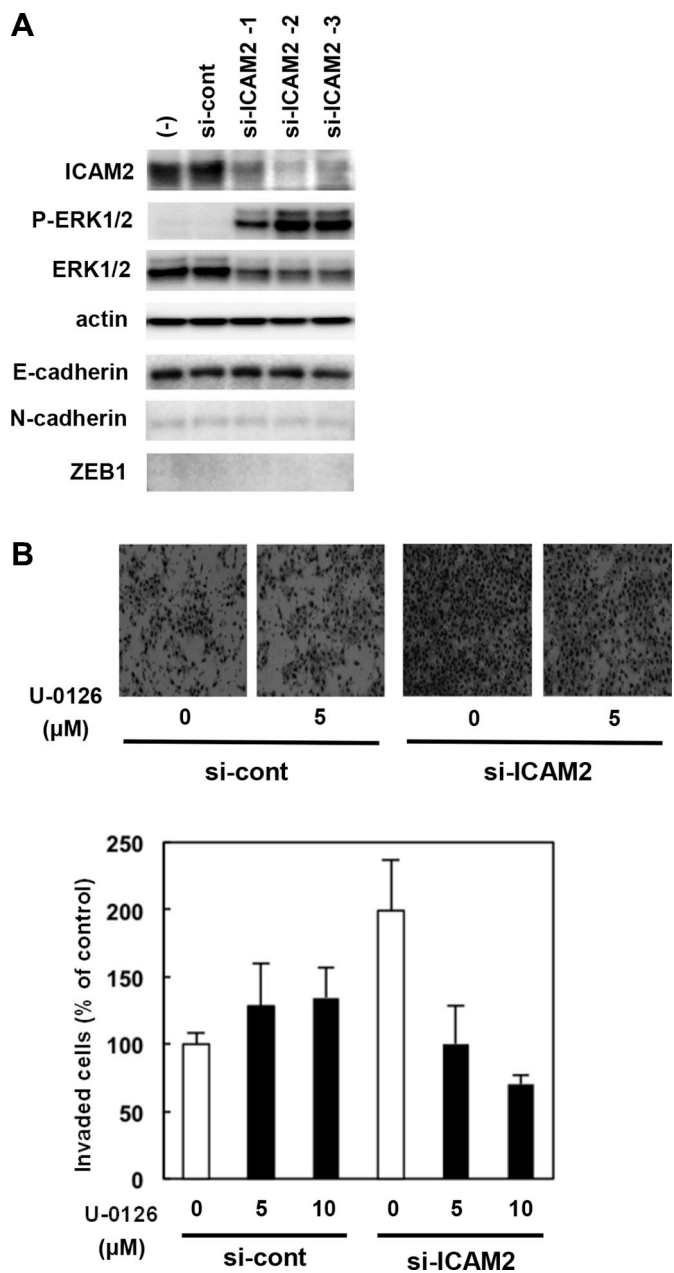 A
(-)
si-cont
si-ICAM2 -1
si-ICAM2 -2
si-ICAM2 -3
ICAM2
P-ERK1/2
ERK1/2
actin
E-cadherin
N-cadherin
ZEB1
B
U-0126
(µM)
0 5 0 5
si-cont si-ICAM2
Invaded cells (% of control)
250
200
150
100
50
0
U-0126
(µM)
0 5 10 0 5 10
si-cont si-ICAM2